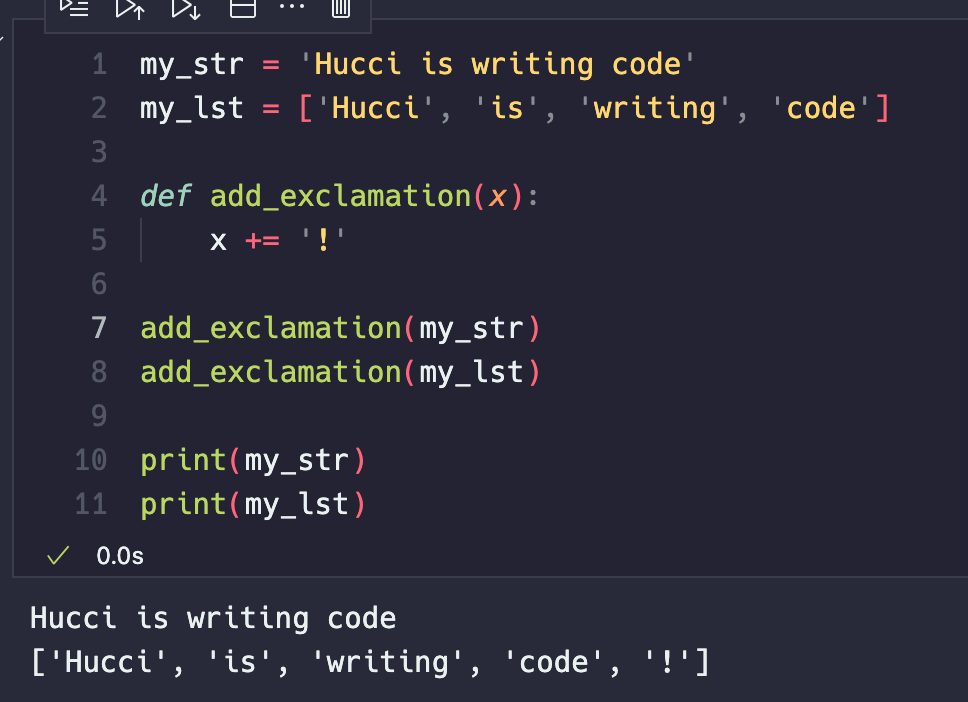 1 my_str = 'Hucci is writing code'
2 my_lst = ['Hucci', 'is', 'writing', 'code']
3
4 def add_exclamation(x):
5     x += '!'
6
7 add_exclamation(my_str)
8 add_exclamation(my_lst)
9
10 print(my_str)
11 print(my_lst)
0.0s
Hucci is writing code
['Hucci', 'is', 'writing', 'code', '!']